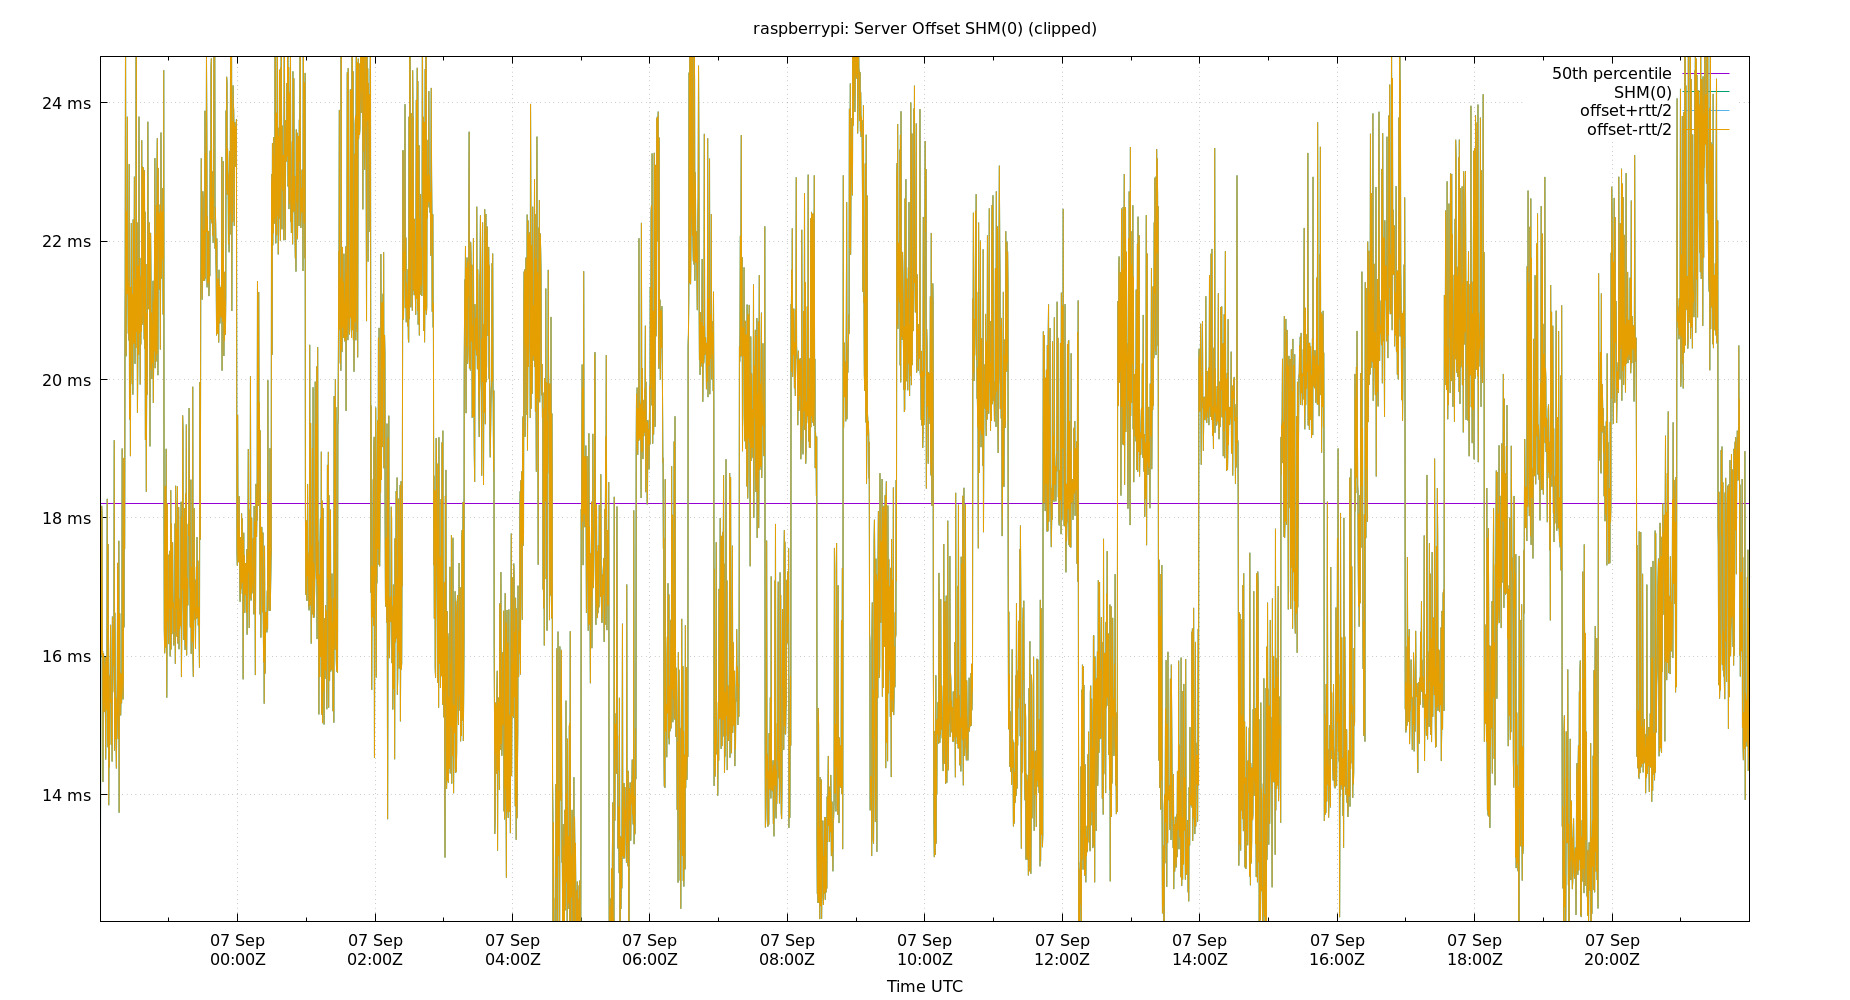 raspberrypi: Server Offset SHM(0) (clipped)
50th percentile
SHM(0)
offset+rtt/2
offset-rtt/2
24 ms
22 ms
20 ms
18 ms
16 ms
14 ms
07 Sep 07 Sep 07 Sep 07 Sep 07 Sep 07 Sep 07 Sep 07 Sep 07 Sep 07 Sep 07 Sep
00:00Z 02:00Z 04:00Z 06:00Z 08:00Z 10:00Z 12:00Z 14:00Z 16:00Z 18:00Z 20:00Z
Time UTC